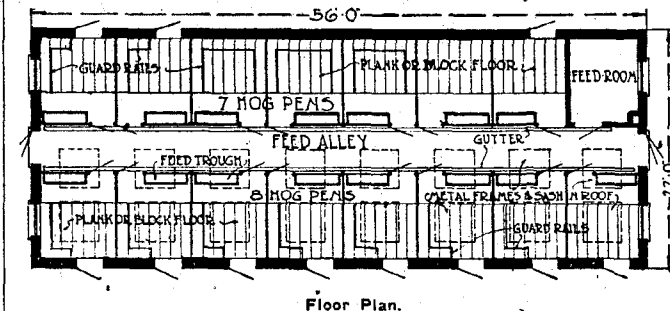 56-0
GUARD RAILS
PLANK OR BLOCK FLOOR
FEED ROOM
7 HOG PENS
FEED ALLEY
GUTTER
FEED TROUGH
8 HOG PENS
METAL FRAMES & SASH IN ROOF
PLANK OR BLOCK FLOOR
GUARD RAILS
Floor Plan.